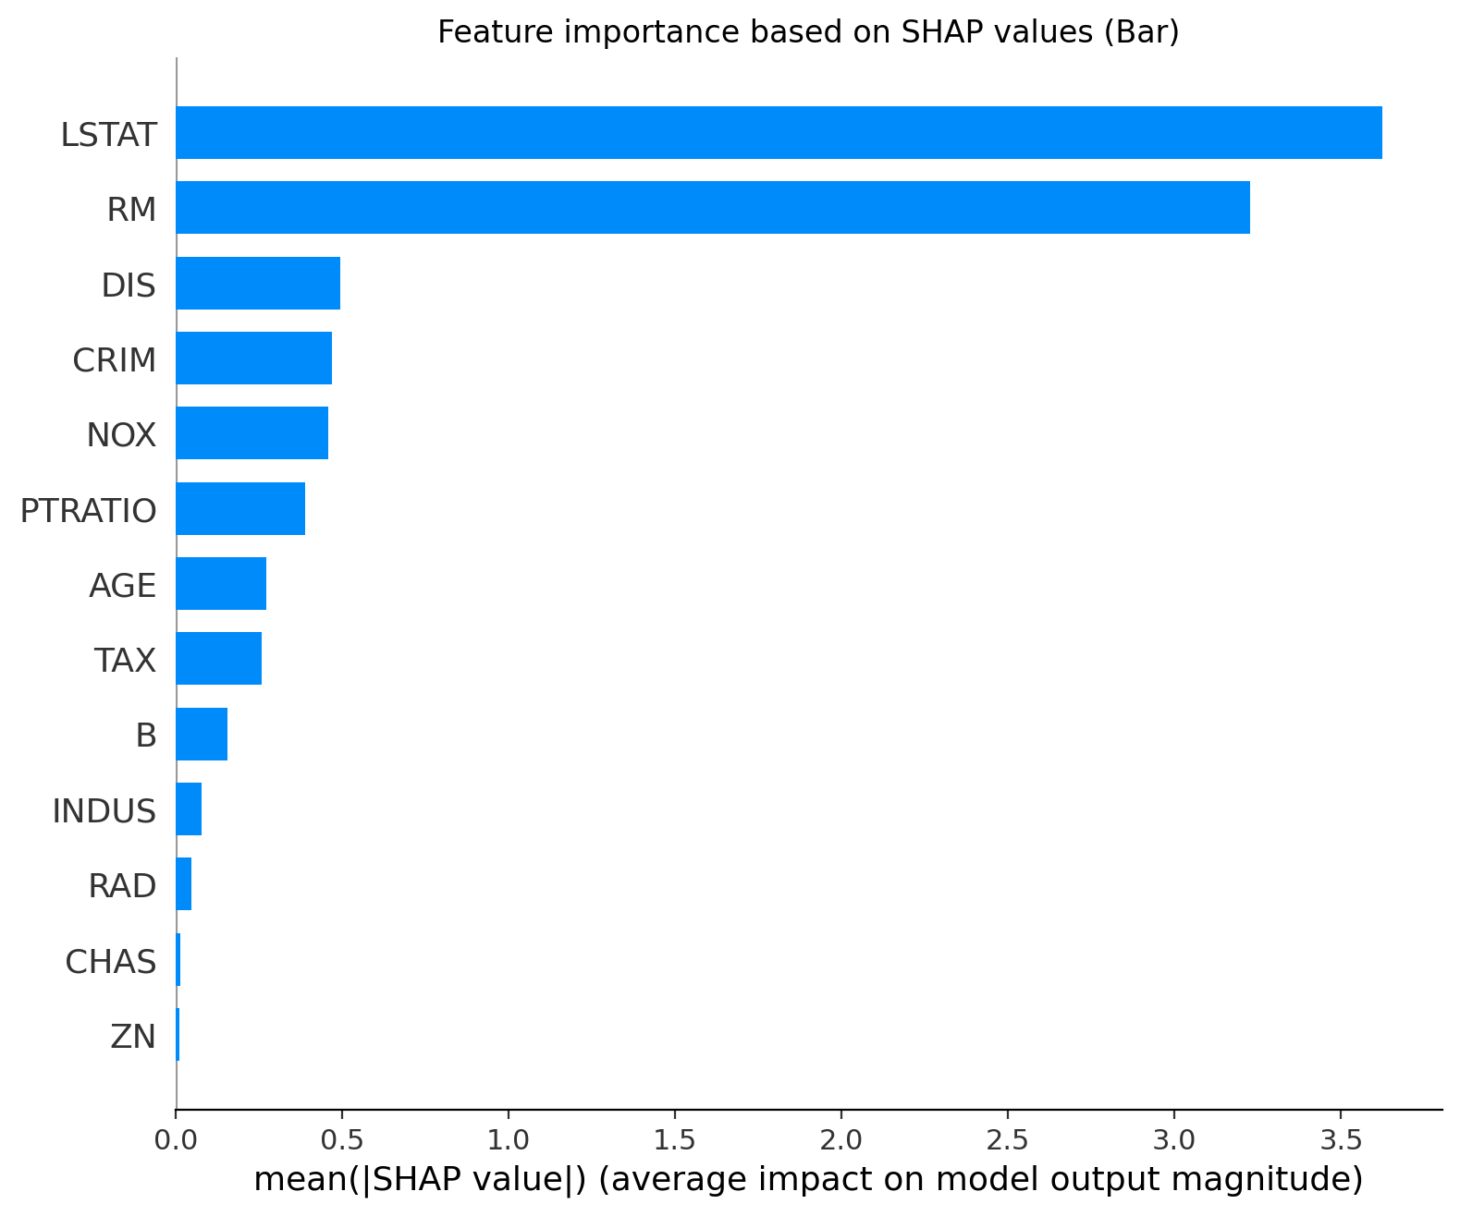 Feature importance based on SHAP values (Bar)
LSTAT
RM
DIS
CRIM
NOX
PTRATIO
AGE
TAX
B
INDUS
RAD
CHAS
ZN
0.0 0.5 1.0 1.5 2.0 2.5 3.0 3.5
mean(|SHAP value|) (average impact on model output magnitude)